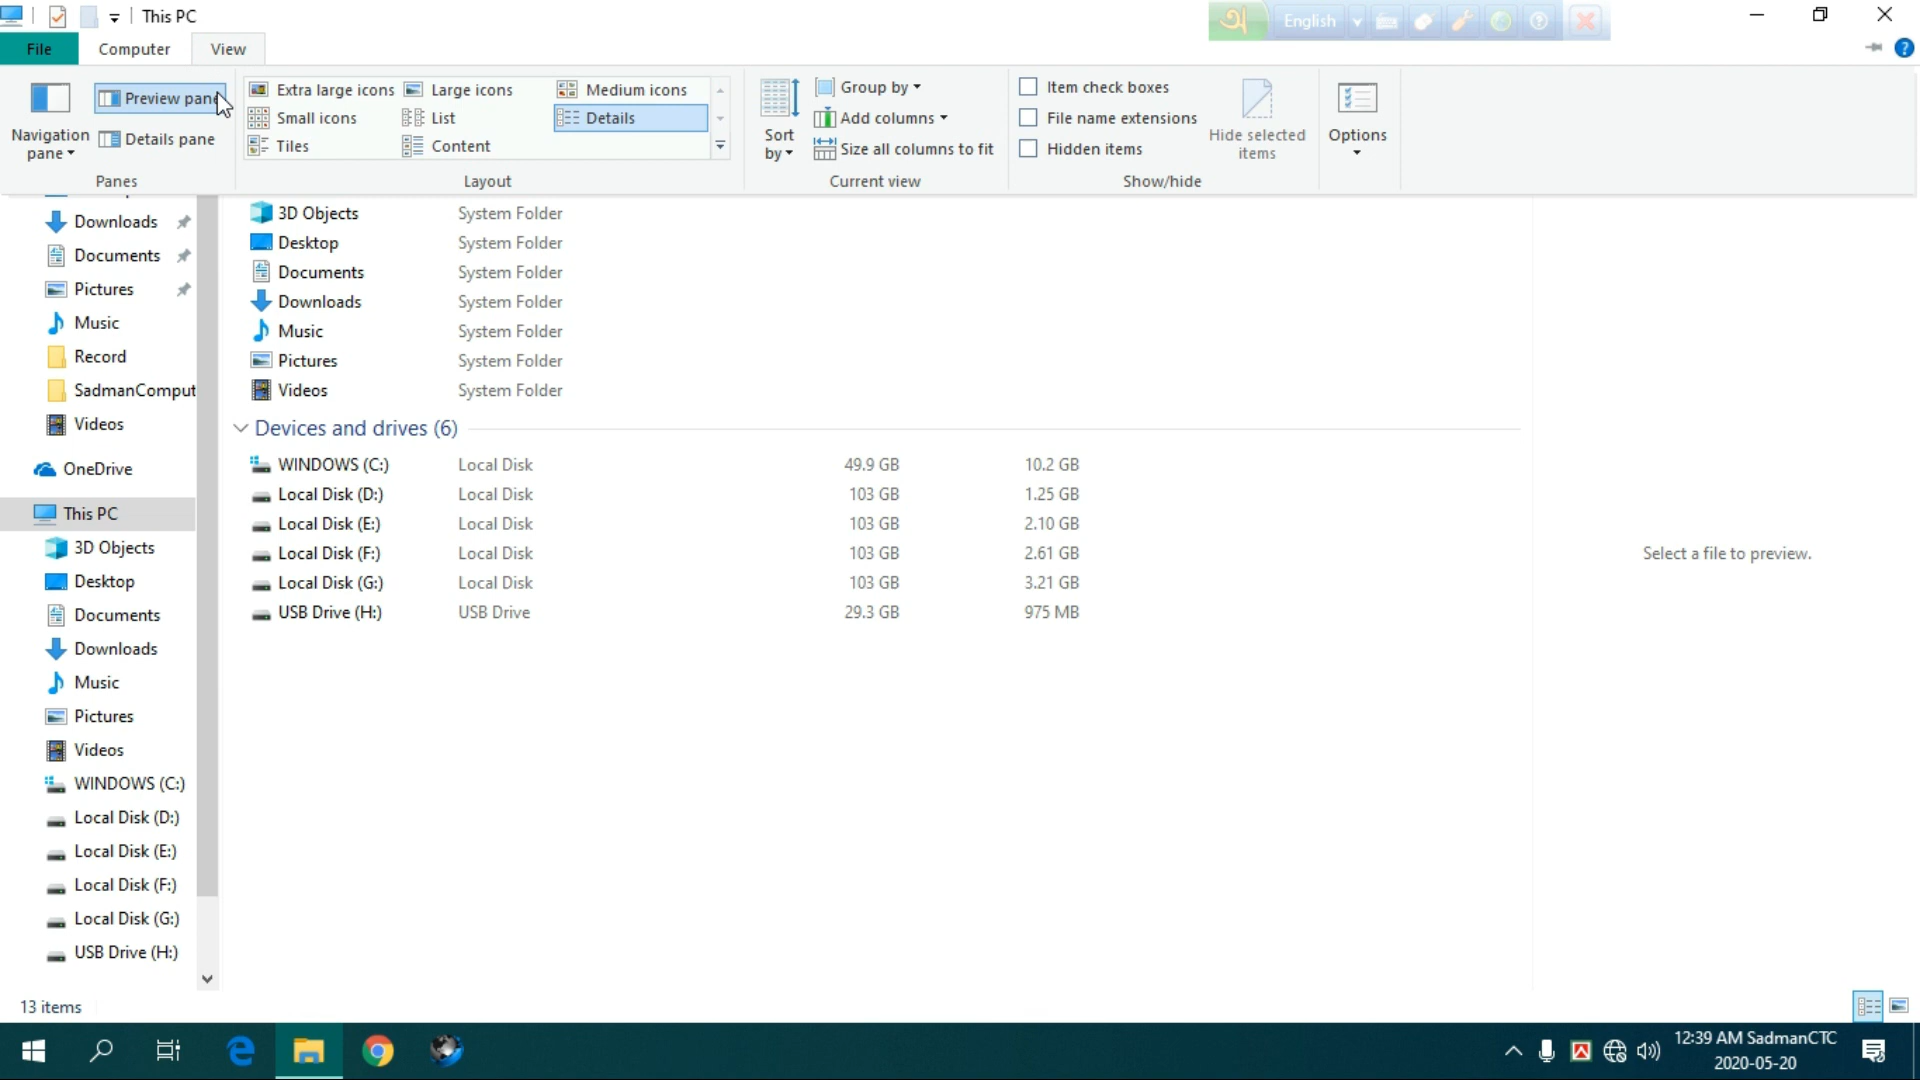 This PC
অ English
File Computer View
Preview pane
Navigation pane
Details pane
Panes
Extra large icons Large icons Medium icons
Small icons List Details
Tiles Content
Layout
Sort by
Group by
Add columns
Size all columns to fit
Current view
Item check boxes
File name extensions
Hidden items
Hide selected items
Show/hide
Options
Downloads
Documents
Pictures
Music
Record
SadmanComput
Videos
OneDrive
This PC
3D Objects
Desktop
Documents
Downloads
Music
Pictures
Videos
WINDOWS (C:)
Local Disk (D:)
Local Disk (E:)
Local Disk (F:)
Local Disk (G:)
USB Drive (H:)
3D Objects System Folder
Desktop System Folder
Documents System Folder
Downloads System Folder
Music System Folder
Pictures System Folder
Videos System Folder
Devices and drives (6)
WINDOWS (C:) Local Disk 49.9 GB 10.2 GB
Local Disk (D:) Local Disk 103 GB 1.25 GB
Local Disk (E:) Local Disk 103 GB 2.10 GB
Local Disk (F:) Local Disk 103 GB 2.61 GB
Local Disk (G:) Local Disk 103 GB 3.21 GB
USB Drive (H:) USB Drive 29.3 GB 975 MB
Select a file to preview.
13 items
12:39 AM SadmanCTC
2020-05-20